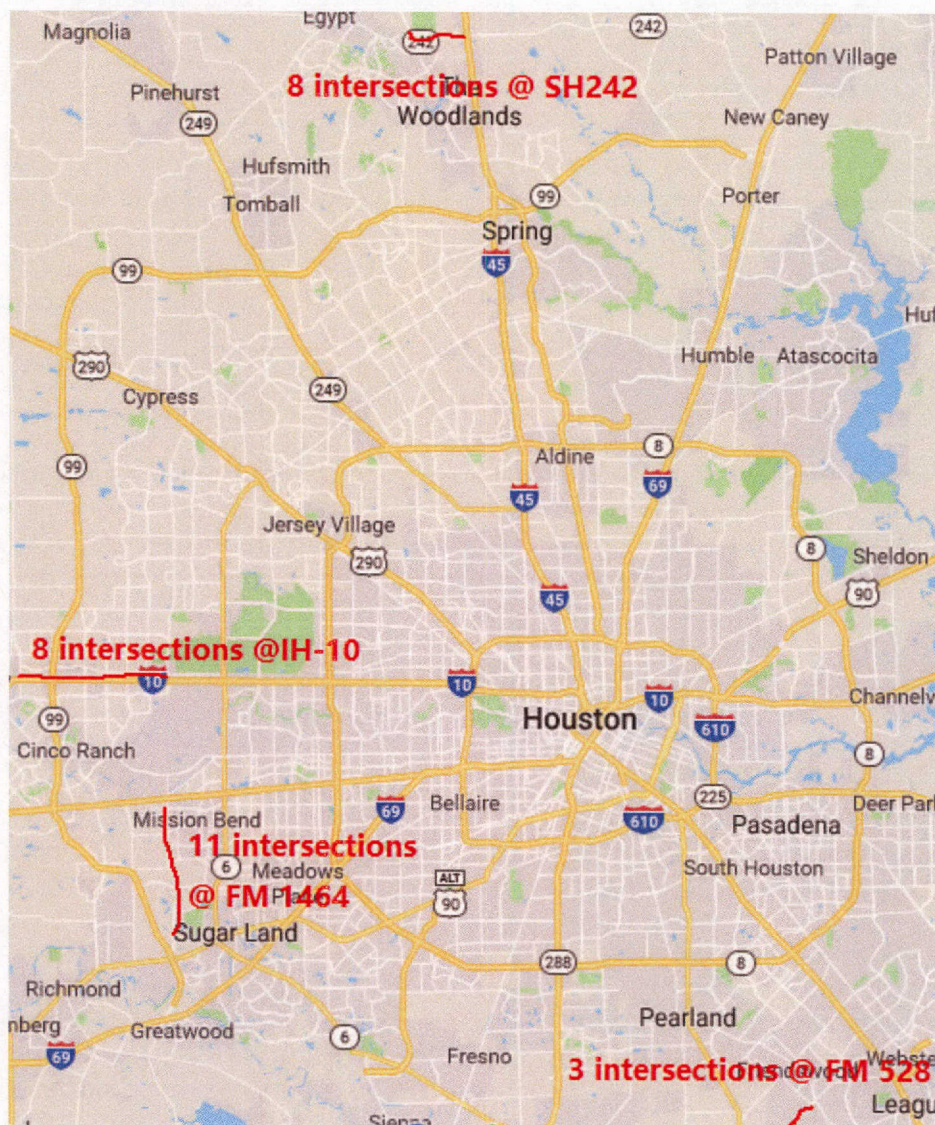 Egypt
Magnolia
242
242
Patton Village
8 intersections @ SH242
The
Pinehurst
Woodlands
249
New Caney
Hufsmith
Tomball
99
Porter
Spring
45
99
Huf
290
Humble
Atascocita
Cypress
249
99
8
Aldine
69
45
Jersey Village
290
8
Sheldon
45
90
8 intersections @IH-10
10
10
10
Channelv
99
Houston
610
Cinco Ranch
8
69
Bellaire
225
Deer Park
Mission Bend
610
Pasadena
11 intersections
6
Meadows
South Houston
ALT
90
@ FM 1464
Sugar Land
288
8
Richmond
Pearland
nberg
Greatwood
6
69
Fresno
Webste
3 intersections @ FM 528
Leagu
Sienna